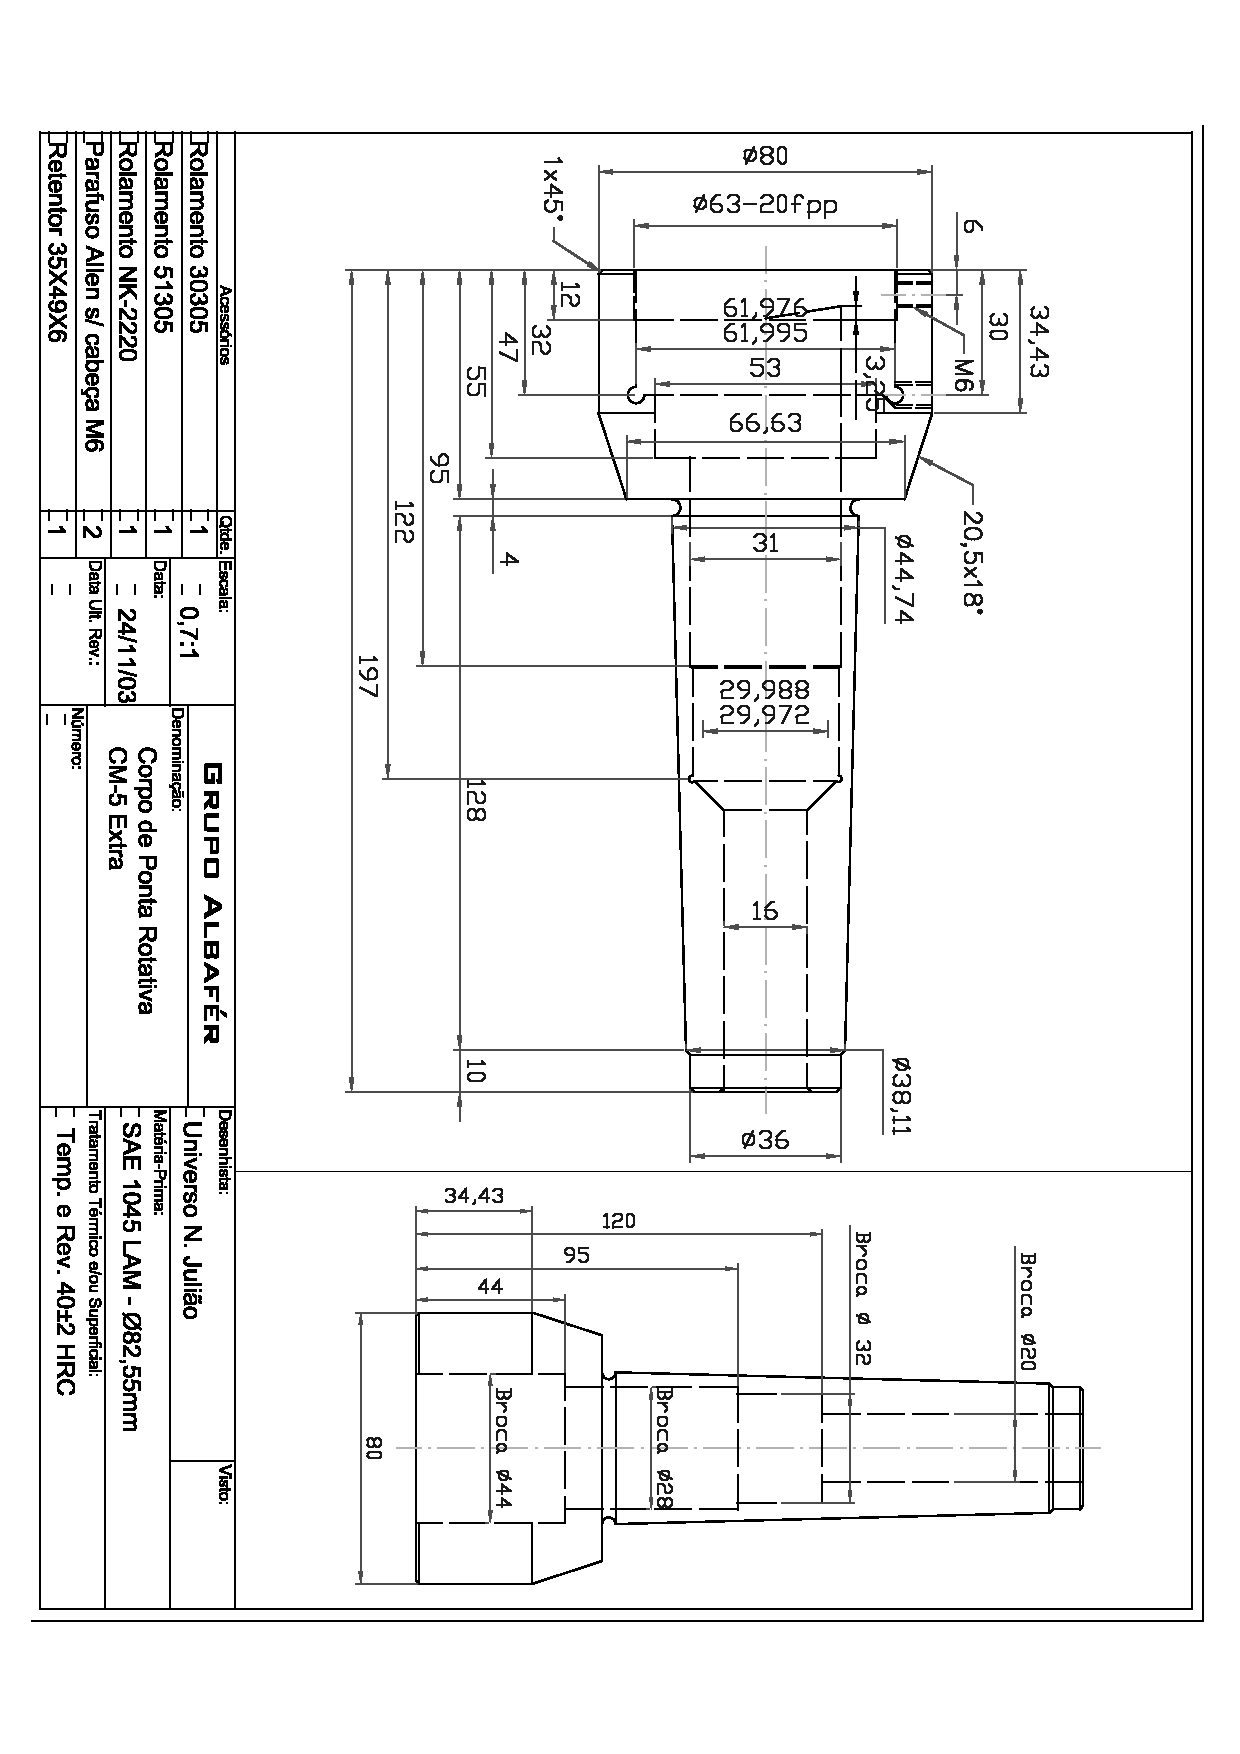 Ø80
Ø63-20fpp
1x45°
6
12
61,976
61,995
32
47
53
55
66,63
M6
30
34,43
20,5x18°
95
122
4
31
Ø44,74
197
29,988
29,972
128
16
10
Ø38,11
Ø36
34,43
120
95
44
80
Broca Ø44
Broca Ø28
Broca Ø 32
Broca Ø20
Acessórios
Qtde.
Rolamento 30305
1
Rolamento 51305
1
Rolamento NK-2220
1
Parafuso Allen s/ cabeça M6
2
Retentor 35X49X6
1
Escala:
0,7:1
Data:
24/11/03
Data Ult. Rev.:
GRUPO ALBAFÉR
Denominação:
Corpo de Ponta Rotativa
CM-5 Extra
Número:
Desenhista:
Universo N. Julião
Visto:
Matéria-Prima:
SAE 1045 LAM - Ø82,55mm
Tratamento Térmico e/ou Superficial:
Temp. e Rev. 40±2 HRC